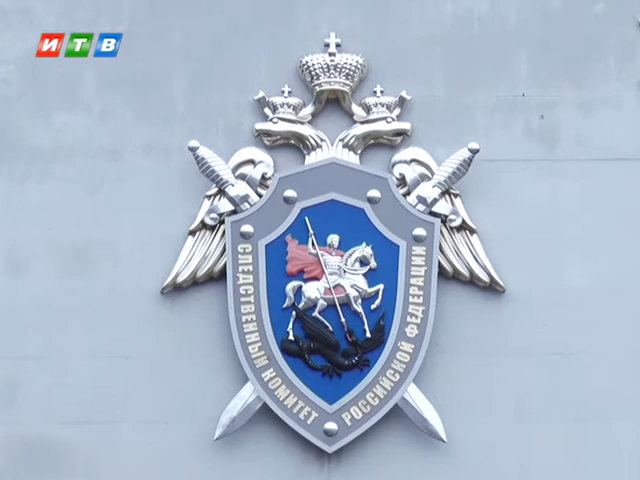 ИТВ
СЛЕДСТВЕННЫЙ КОМИТЕТ
РОССИЙСКОЙ ФЕДЕРАЦИИ